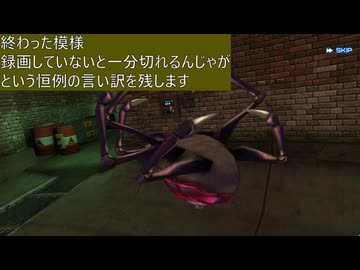 終わった模様
録画していないと一分切れるんじゃが
という恒例の言い訳を残します
SKIP